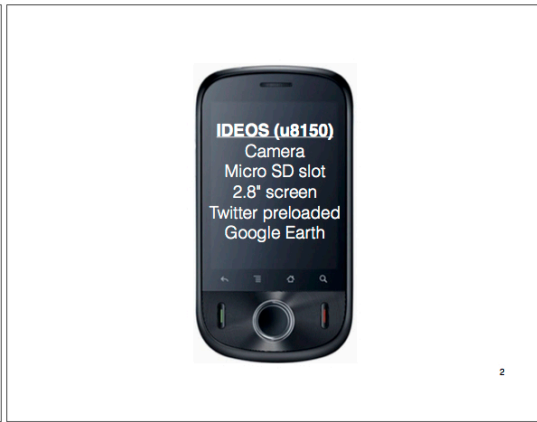 IDEOS (u8150)
Camera
Micro SD slot
2.8" screen
Twitter preloaded
Google Earth
2